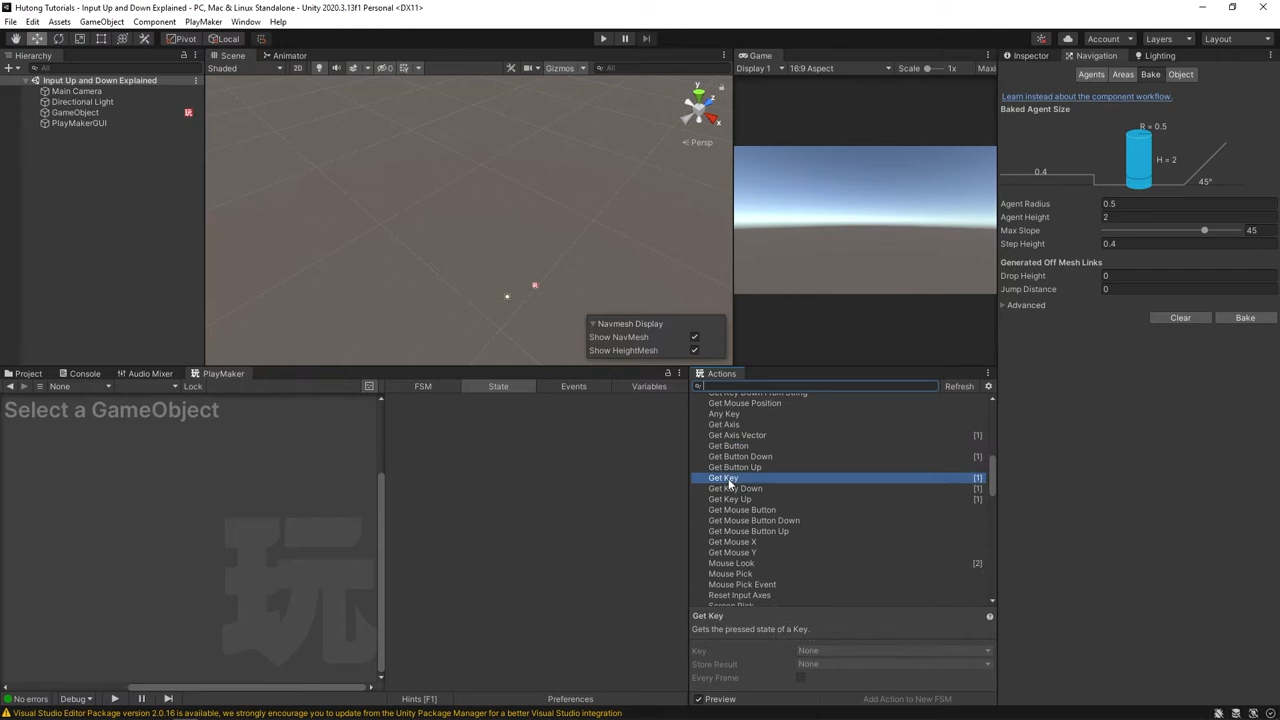 Hutong Tutorials - Input Up and Down Explained - PC, Mac & Linux Standalone - Unity 2020.3.13f1 Personal <DX11>
File Edit Assets GameObject Component PlayMaker Window Help
Pivot Local Account Layers Layout
Hierarchy Scene Animator Game Inspector Navigation Lighting
All Shaded 2D 0 Gizmos All Display 1 16:9 Aspect Scale 1x Maxi Agents Areas Bake Object
Input Up and Down Explained
Main Camera
Directional Light
GameObject
PlayMakerGUI
y
z
x
Persp
Learn instead about the component workflow.
Baked Agent Size
R = 0.5
H = 2
0.4
45°
Agent Radius 0.5
Agent Height 2
Max Slope 45
Step Height 0.4
Generated Off Mesh Links
Drop Height 0
Jump Distance 0
Advanced
Clear Bake
Navmesh Display
Show NavMesh
Show HeightMesh
Project Console Audio Mixer PlayMaker
None Lock FSM State Events Variables
Select a GameObject
玩
Actions
Refresh
Get Key Down From String
Get Mouse Position
Any Key
Get Axis
Get Axis Vector [1]
Get Button
Get Button Down [1]
Get Button Up
Get Key [1]
Get Key Down [1]
Get Key Up [1]
Get Mouse Button
Get Mouse Button Down
Get Mouse Button Up
Get Mouse X
Get Mouse Y
Mouse Look [2]
Mouse Pick
Mouse Pick Event
Reset Input Axes
Screen Pick
Get Key
Gets the pressed state of a Key.
Key None
Store Result None
Every Frame
Preview Add Action to New FSM
No errors Debug Hints [F1] Preferences
Visual Studio Editor Package version 2.0.16 is available, we strongly encourage you to update from the Unity Package Manager for a better Visual Studio integration